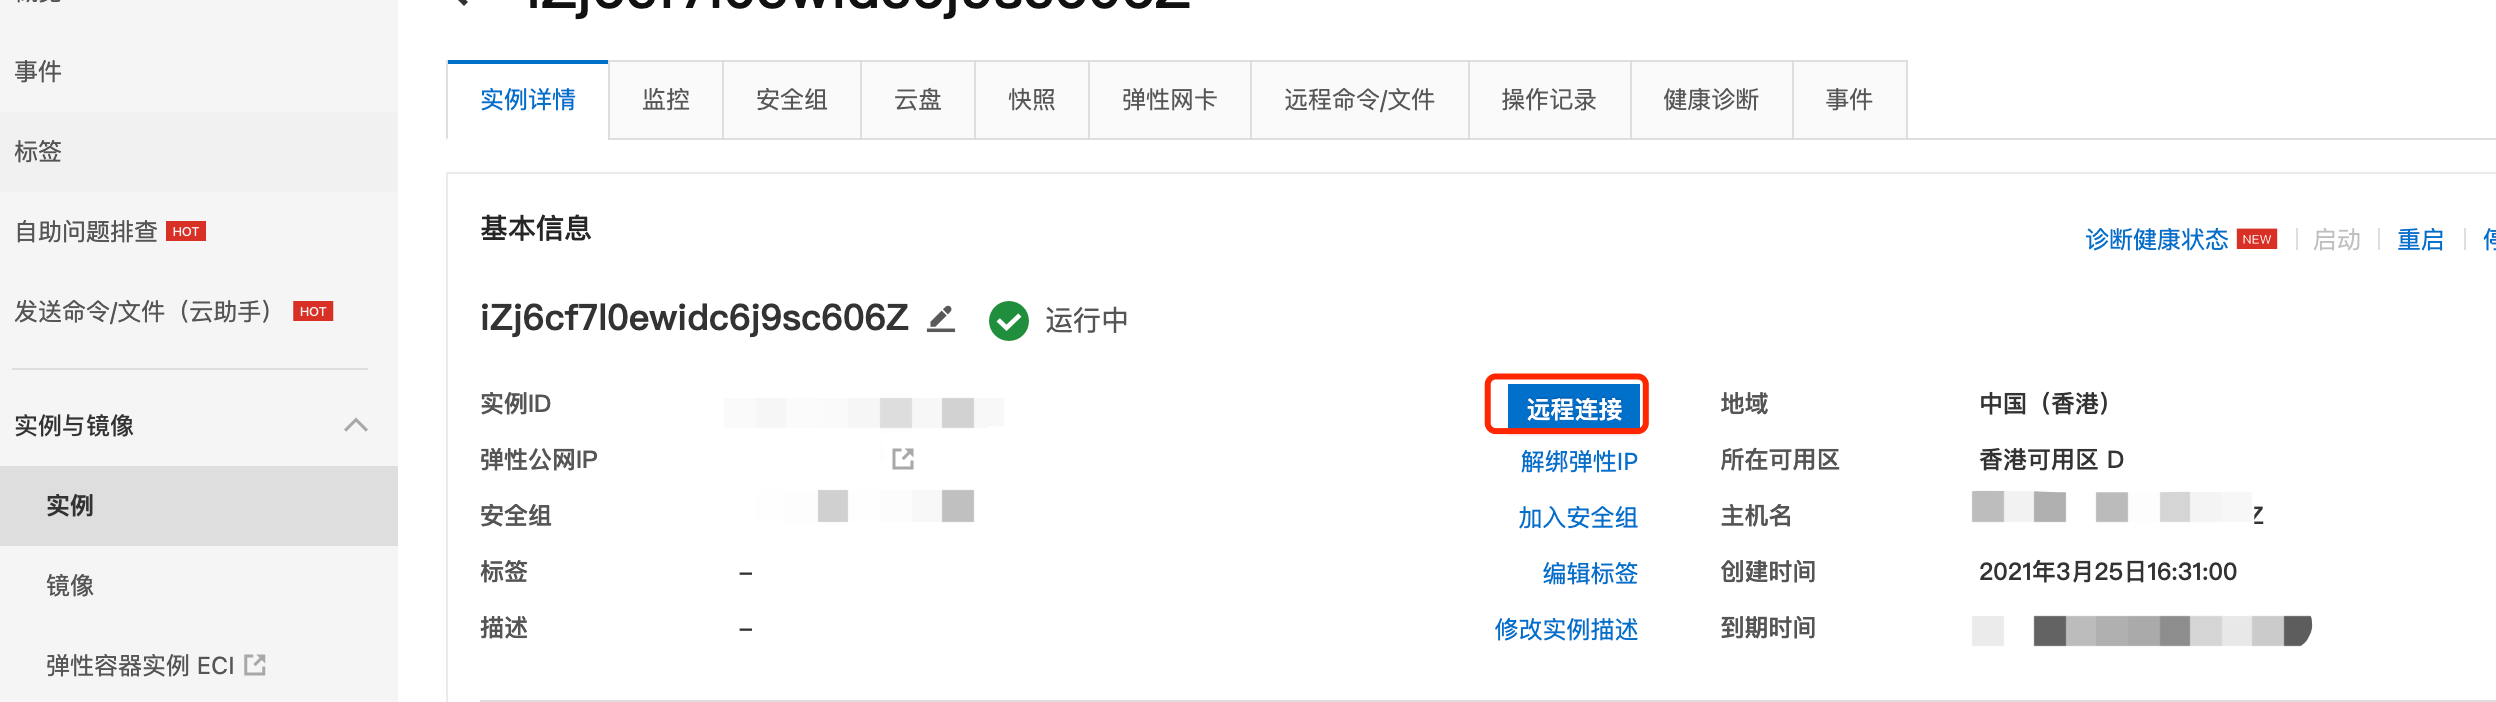 事件
标签
自助问题排查 HOT
发送命令/文件（云助手） HOT
实例与镜像
实例
镜像
弹性容器实例 ECI
实例详情 监控 安全组 云盘 快照 弹性网卡 远程命令/文件 操作记录 健康诊断 事件
基本信息
诊断健康状态 NEW 启动 重启
iZj6cf7l0ewidc6j9sc606Z 运行中
实例ID 远程连接 地域 中国（香港）
弹性公网IP 解绑弹性IP 所在可用区 香港可用区 D
安全组 加入安全组 主机名 Z
标签 – 编辑标签 创建时间 2021年3月25日16:31:00
描述 – 修改实例描述 到期时间